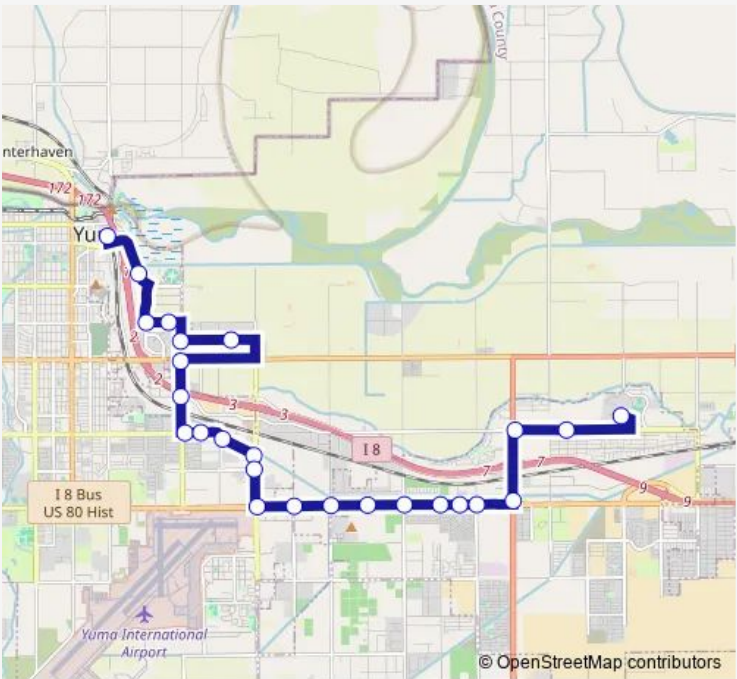 County
nterhaven
172
172
Yu
2
2
3
3
I 8
7
7
9
9
I 8 Bus
US 80 Hist
Yuma International
Airport
© OpenStreetMap contributors